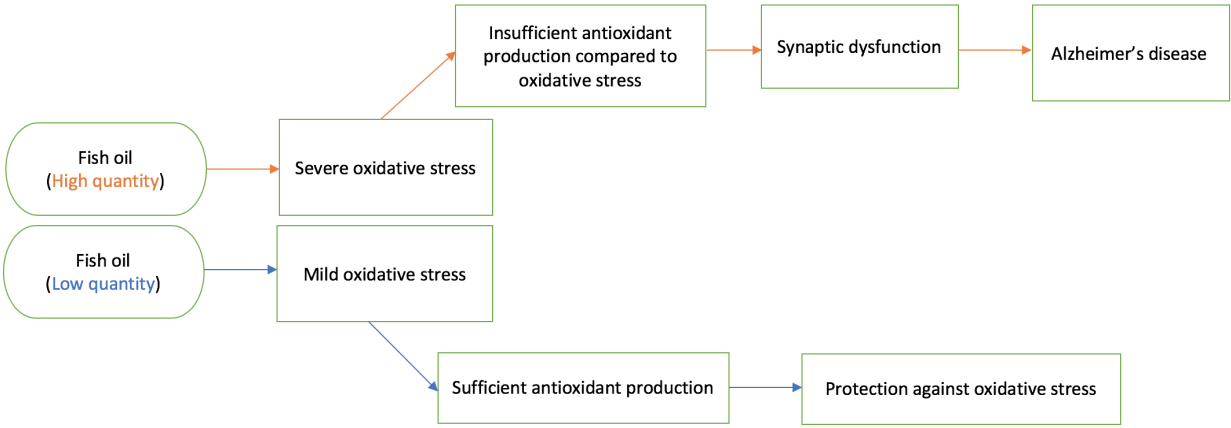 Insufficient antioxidant
production compared to
oxidative stress
Synaptic dysfunction
Alzheimer’s disease
Fish oil
(High quantity)
Severe oxidative stress
Fish oil
(Low quantity)
Mild oxidative stress
Sufficient antioxidant production
Protection against oxidative stress